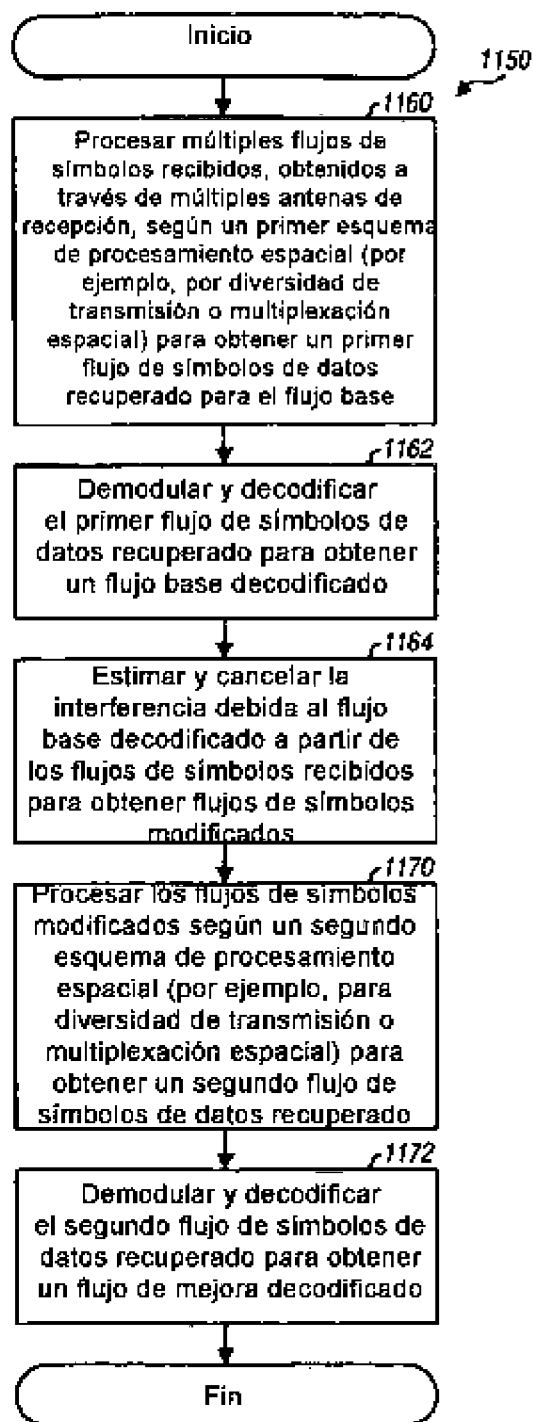 Inicio
1150
1160
Procesar múltiples flujos de
símbolos recibidos, obtenidos a
través de múltiples antenas de
recepción, según un primer esquema
de procesamiento espacial (por
ejemplo, por diversidad de
transmisión o multiplexación
espacial) para obtener un primer
flujo de símbolos de datos
recuperado para el flujo base
1162
Demodular y decodificar
el primer flujo de símbolos de
datos recuperado para obtener
un flujo base decodificado
1164
Estimar y cancelar la
interferencia debida al flujo
base decodificado a partir de
los flujos de símbolos recibidos
para obtener flujos de símbolos
modificados
1170
Procesar los flujos de símbolos
modificados según un segundo
esquema de procesamiento
espacial (por ejemplo, para
diversidad de transmisión o
multiplexación espacial) para
obtener un segundo flujo de
símbolos de datos recuperado
1172
Demodular y decodificar
el segundo flujo de símbolos de
datos recuperado para obtener
un flujo de mejora decodificado
Fin